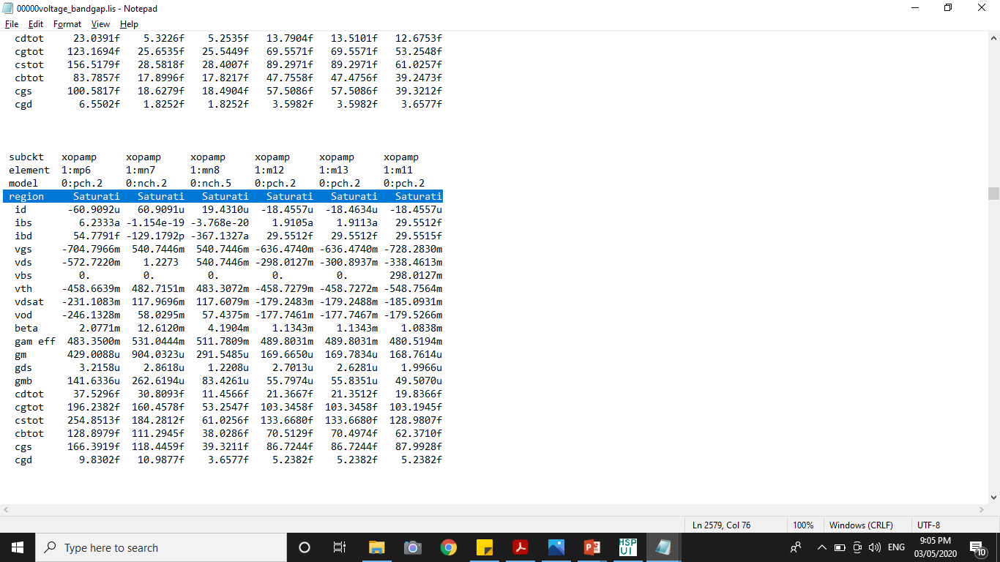 00000voltage_bandgap.lis - Notepad
File Edit Format View Help
cdtot 23.0391f 5.3226f 5.2535f 13.7904f 13.5101f 12.6753f
cgtot 123.1694f 25.6535f 25.5449f 69.5571f 69.5571f 53.2548f
cstot 156.5179f 28.5818f 28.4007f 89.2971f 89.2971f 61.0257f
cbtot 83.7857f 17.8996f 17.8217f 47.7558f 47.4756f 39.2473f
cgs 100.5817f 18.6279f 18.4904f 57.5086f 57.5086f 39.3212f
cgd 6.5502f 1.8252f 1.8252f 3.5982f 3.5982f 3.6577f
subckt xopamp xopamp xopamp xopamp xopamp xopamp
element 1:mp6 1:mn7 1:mn8 1:m12 1:m13 1:m11
model 0:pch.2 0:nch.2 0:nch.5 0:pch.2 0:pch.2 0:pch.2
region Saturati Saturati Saturati Saturati Saturati Saturati
id -60.9092u 60.9091u 19.4310u -18.4557u -18.4634u -18.4557u
ibs 6.2333a -1.154e-19 -3.768e-20 1.9105a 1.9113a 29.5512f
ibd 54.7791f -129.1792p -367.1327a 29.5512f 29.5512f 29.5515f
vgs -704.7966m 540.7446m 540.7446m -636.4740m -636.4740m -728.2830m
vds -572.7220m 1.2273 540.7446m -298.0127m -300.8937m -338.4613m
vbs 0. 0. 0. 0. 0. 298.0127m
vth -458.6639m 482.7151m 483.3072m -458.7279m -458.7272m -548.7564m
vdsat -231.1083m 117.9696m 117.6079m -179.2483m -179.2488m -185.0931m
vod -246.1328m 58.0295m 57.4375m -177.7461m -177.7467m -179.5266m
beta 2.0771m 12.6120m 4.1904m 1.1343m 1.1343m 1.0838m
gam eff 483.3500m 531.0444m 511.7809m 489.8031m 489.8031m 480.5194m
gm 429.0088u 904.0323u 291.5485u 169.6650u 169.7834u 168.7614u
gds 3.2158u 2.8618u 1.2208u 2.7013u 2.6281u 1.9966u
gmb 141.6336u 262.6194u 83.4261u 55.7974u 55.8351u 49.5070u
cdtot 37.5296f 30.8093f 11.4566f 21.3667f 21.3512f 19.8366f
cgtot 196.2382f 160.4578f 53.2547f 103.3458f 103.3458f 103.1945f
cstot 254.8513f 184.2812f 61.0256f 133.6680f 133.6680f 128.9807f
cbtot 128.8979f 111.2945f 38.0286f 70.5129f 70.4974f 62.3710f
cgs 166.3919f 118.4459f 39.3211f 86.7244f 86.7244f 87.9928f
cgd 9.8302f 10.9877f 3.6577f 5.2382f 5.2382f 5.2382f
Ln 2579, Col 76 100% Windows (CRLF) UTF-8
Type here to search
HSP UI
ENG
9:05 PM
03/05/2020
10